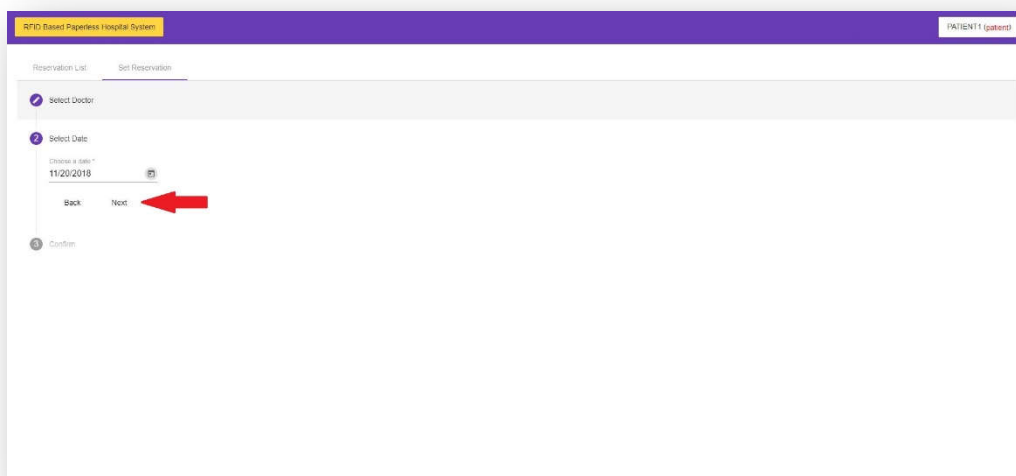 RFID Based Paperless Hospital System
PATIENT1 (patient)
Reservation List Set Reservation
Select Doctor
2 Select Date
Choose a date *
11/20/2018
Back Next
3 Confirm